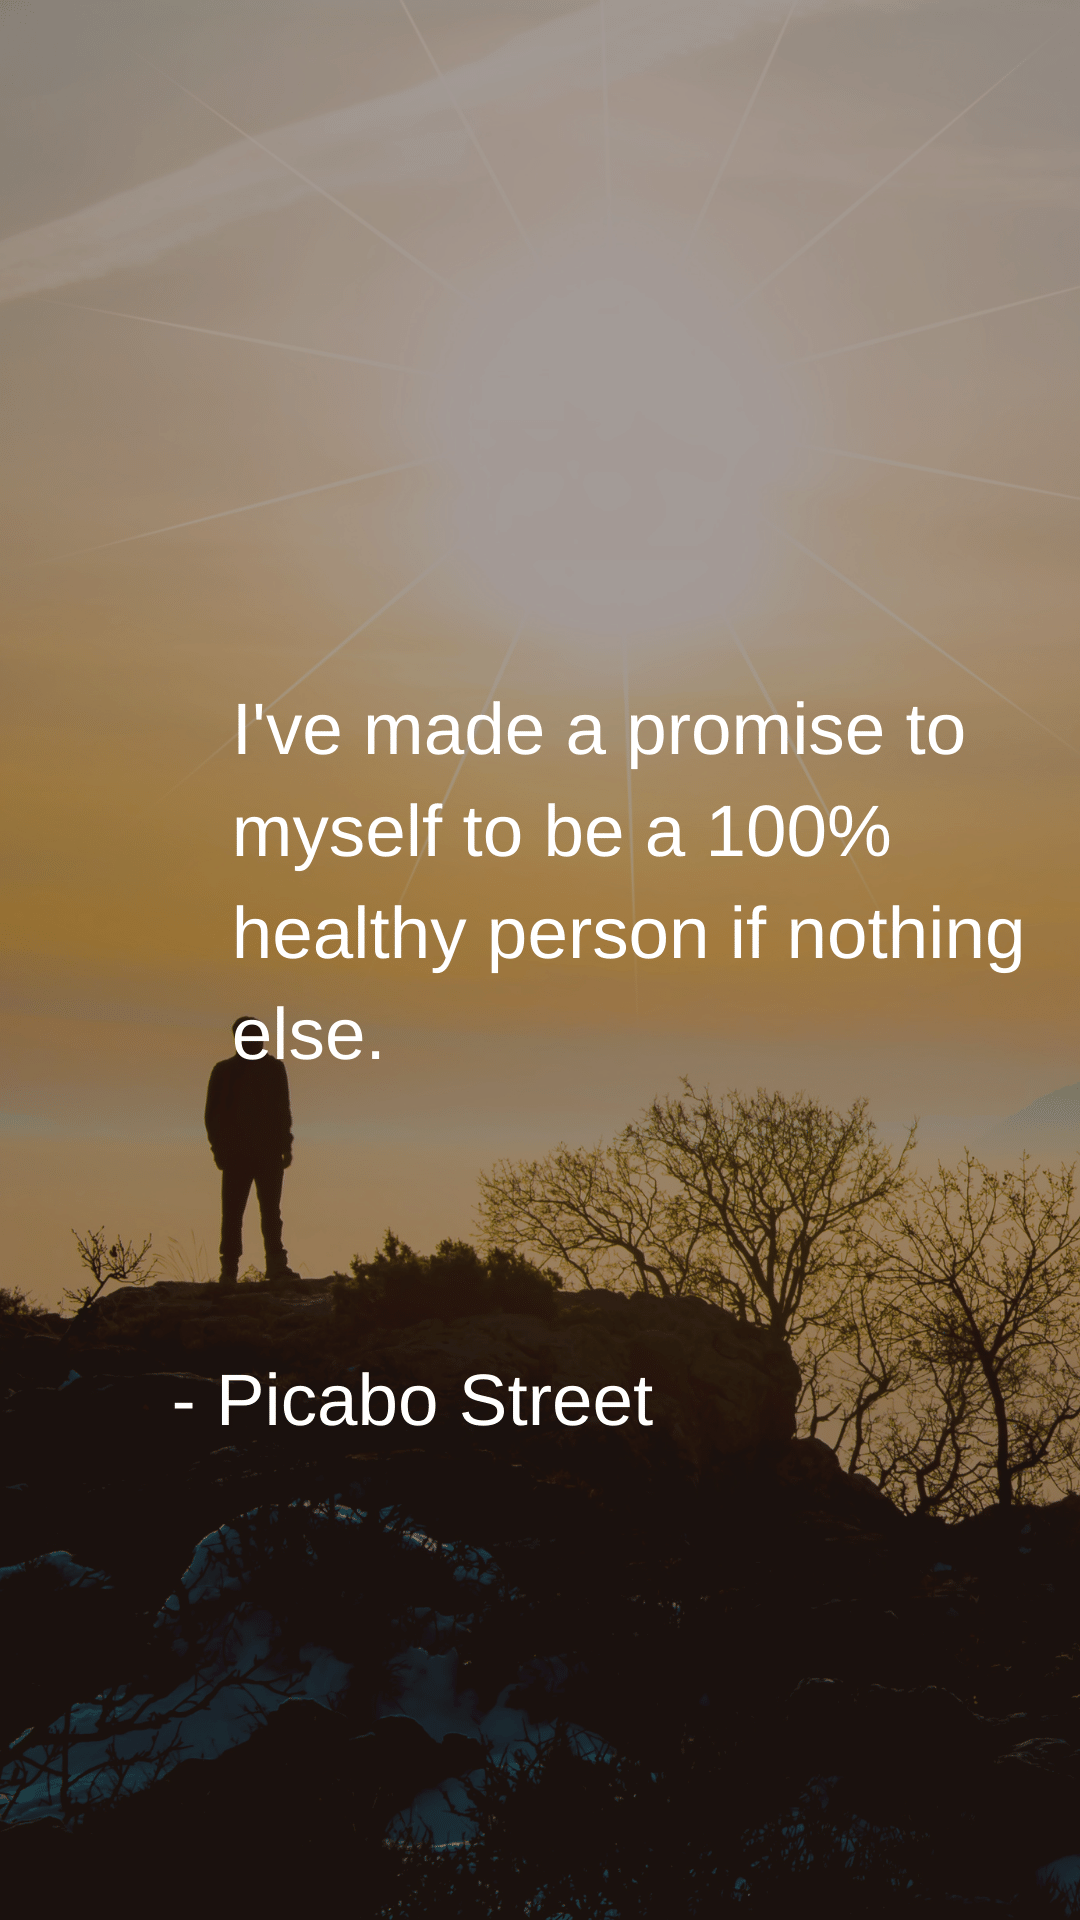 I've made a promise to
myself to be a 100%
healthy person if nothing
else.
- Picabo Street